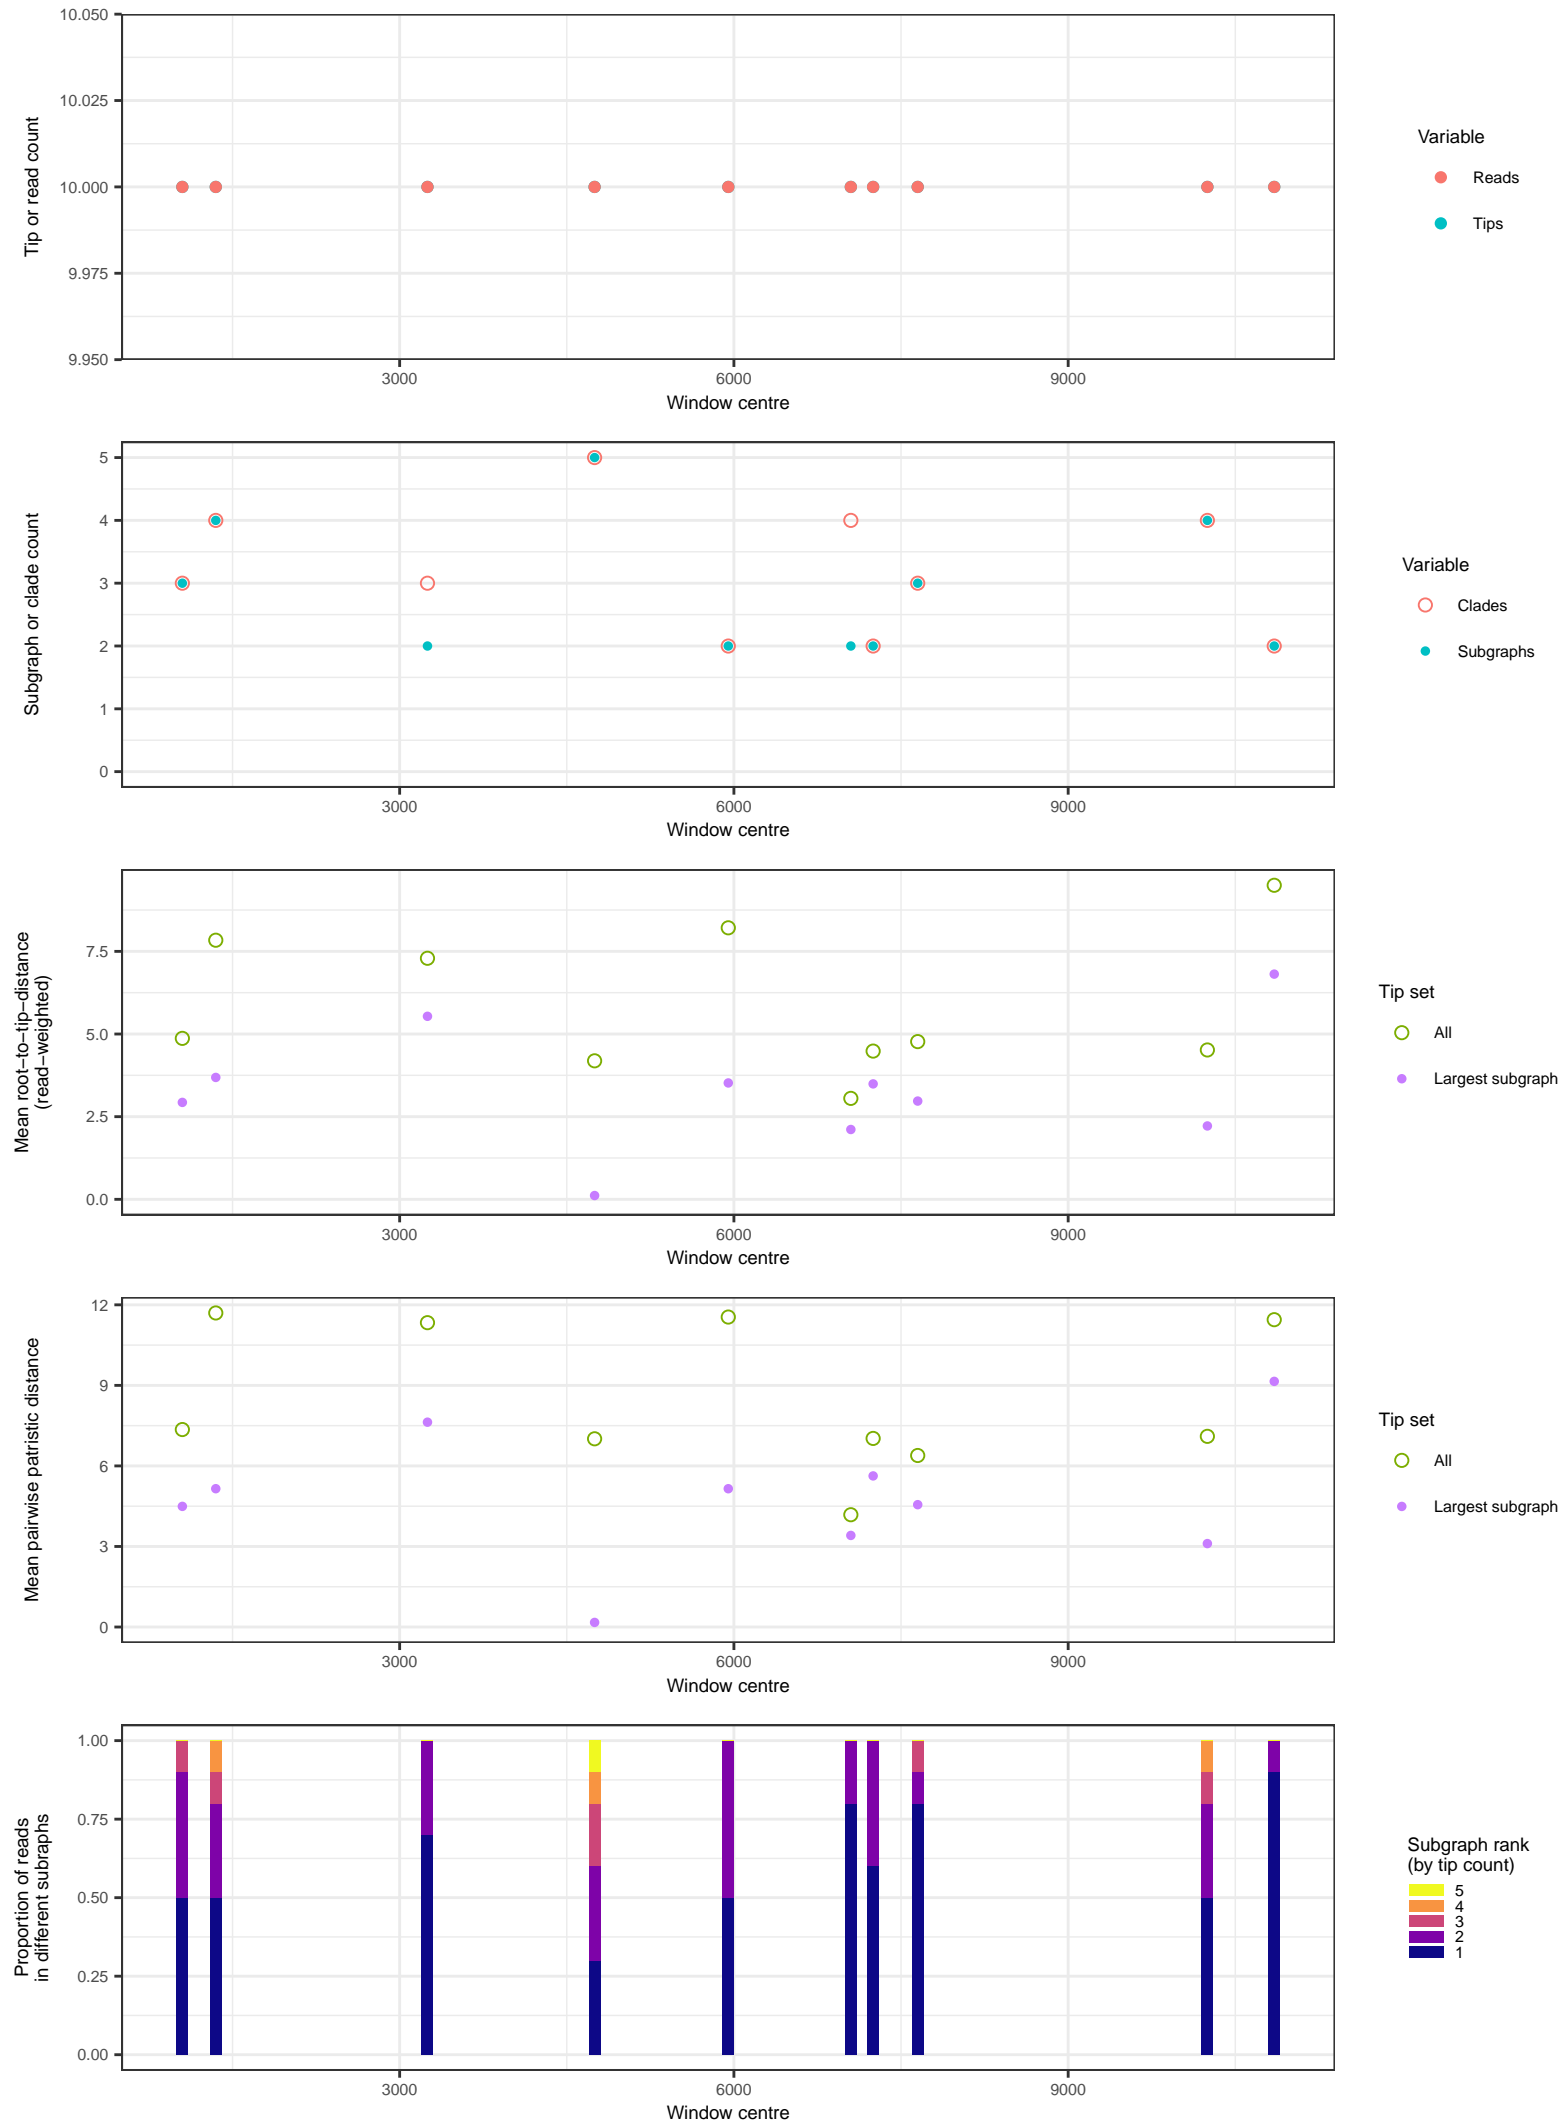 10.050
10.025
10.000
9.975
9.950
Tip or read count
3000
6000
9000
Window centre
Variable
Reads
Tips
5
4
3
2
1
0
Subgraph or clade count
3000
6000
9000
Window centre
Variable
Clades
Subgraphs
7.5
5.0
2.5
0.0
Mean root−to−tip−distance
(read−weighted)
3000
6000
9000
Window centre
Tip set
All
Largest subgraph
12
9
6
3
0
Mean pairwise patristic distance
3000
6000
9000
Window centre
Tip set
All
Largest subgraph
1.00
0.75
0.50
0.25
0.00
Proportion of reads
in different subraphs
3000
6000
9000
Window centre
Subgraph rank
(by tip count)
5
4
3
2
1